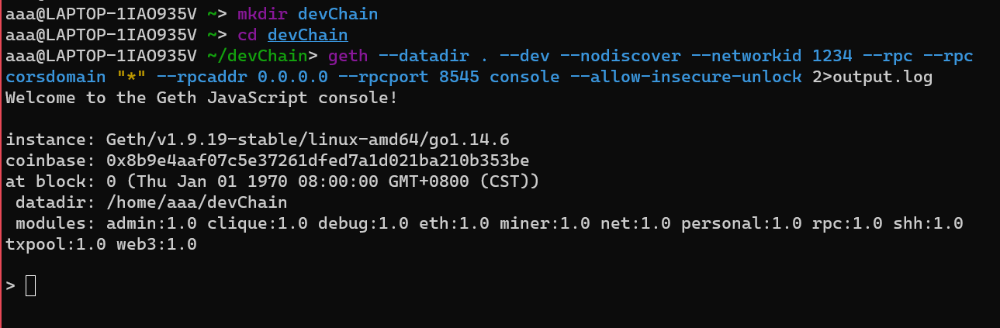 aaa@LAPTOP-1IAO935V ~> mkdir devChain
aaa@LAPTOP-1IAO935V ~> cd devChain
aaa@LAPTOP-1IAO935V ~/devChain> geth --datadir . --dev --nodiscover --networkid 1234 --rpc --rpc
corsdomain "*" --rpcaddr 0.0.0.0 --rpcport 8545 console --allow-insecure-unlock 2>output.log
Welcome to the Geth JavaScript console!

instance: Geth/v1.9.19-stable/linux-amd64/go1.14.6
coinbase: 0x8b9e4aaf07c5e37261dfed7a1d021ba210b353be
at block: 0 (Thu Jan 01 1970 08:00:00 GMT+0800 (CST))
 datadir: /home/aaa/devChain
 modules: admin:1.0 clique:1.0 debug:1.0 eth:1.0 miner:1.0 net:1.0 personal:1.0 rpc:1.0 shh:1.0
txpool:1.0 web3:1.0

>